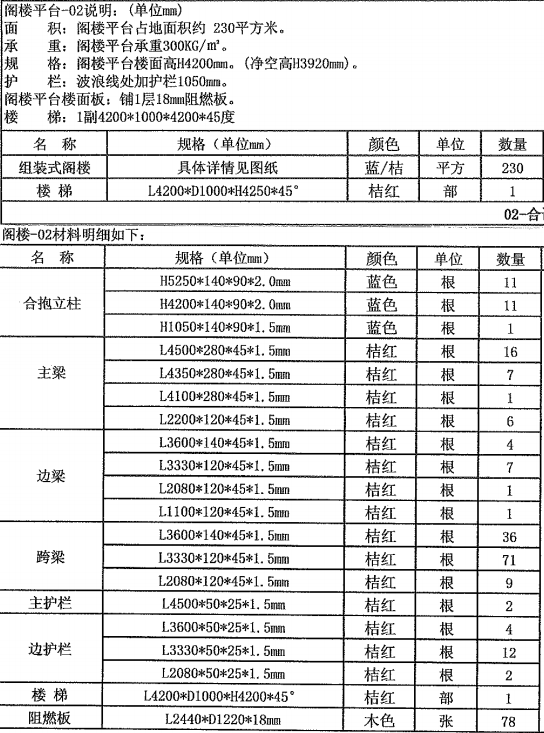 阁楼平台-02说明：(单位mm)
面　积：阁楼平台占地面积约 230平方米。
承　重：阁楼平台承重300KG/㎡。
规　格：阁楼平台楼面高H4200mm。(净空高H3920mm)。
护　栏：波浪线处加护栏1050mm。
阁楼平台楼面板：铺1层18mm阻燃板。
楼　梯：1副4200*1000*4200*45度
名　称 规格（单位mm） 颜色 单位 数量
组装式阁楼 具体详情见图纸 蓝/桔 平方 230
楼 梯 L4200*D1000*H4250*45° 桔红 部 1
02-合
阁楼-02材料明细如下：
名　称 规格（单位mm） 颜色 单位 数量
合抱立柱 H5250*140*90*2.0mm 蓝色 根 11
H4200*140*90*2.0mm 蓝色 根 11
H1050*140*90*1.5mm 蓝色 根 1
主梁 L4500*280*45*1.5mm 桔红 根 16
L4350*280*45*1.5mm 桔红 根 7
L4100*280*45*1.5mm 桔红 根 1
L2200*120*45*1.5mm 桔红 根 6
边梁 L3600*140*45*1.5mm 桔红 根 4
L3330*120*45*1.5mm 桔红 根 7
L2080*120*45*1.5mm 桔红 根 1
L1100*120*45*1.5mm 桔红 根 1
跨梁 L3600*140*45*1.5mm 桔红 根 36
L3330*120*45*1.5mm 桔红 根 71
L2080*120*45*1.5mm 桔红 根 9
主护栏 L4500*50*25*1.5mm 桔红 根 2
边护栏 L3600*50*25*1.5mm 桔红 根 4
L3330*50*25*1.5mm 桔红 根 12
L2080*50*25*1.5mm 桔红 根 2
楼 梯 L4200*D1000*H4200*45° 桔红 部 1
阻燃板 L2440*D1220*18mm 木色 张 78